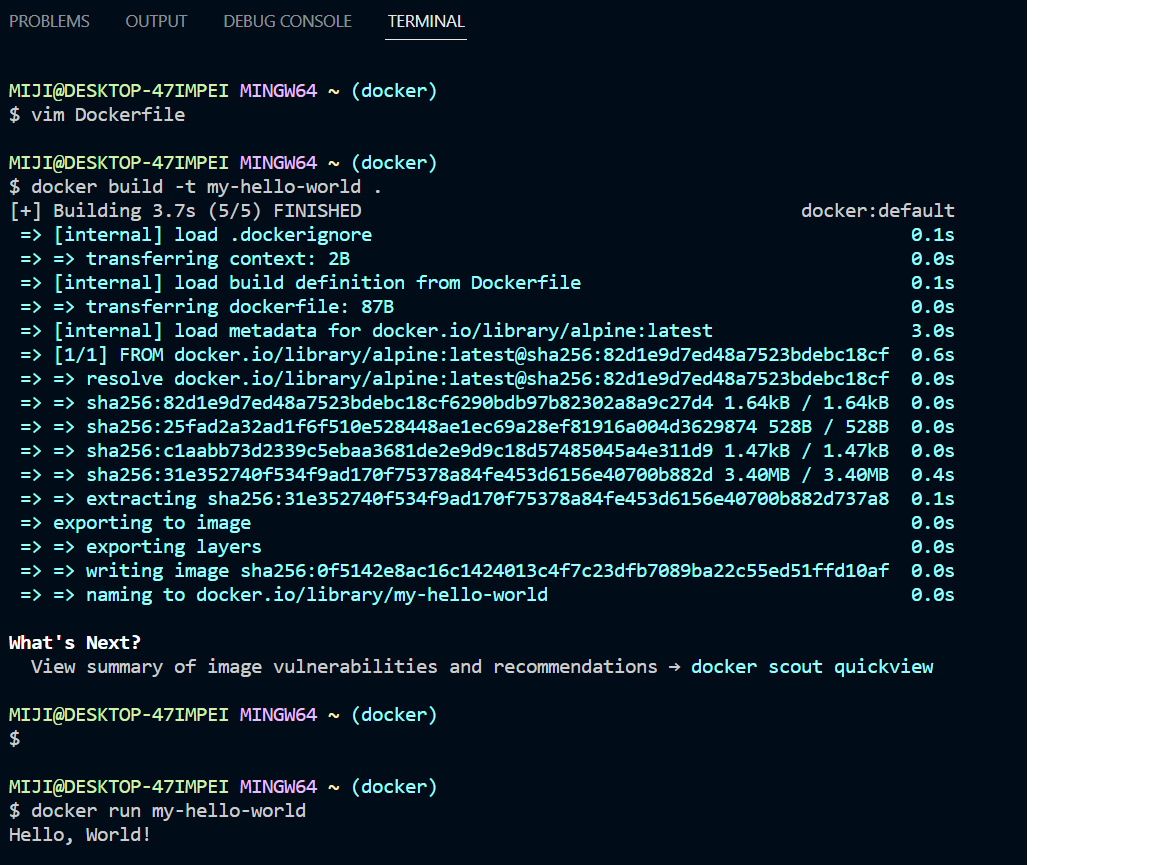 PROBLEMS OUTPUT DEBUG CONSOLE TERMINAL
MIJI@DESKTOP-47IMPEI MINGW64 ~ (docker)
$ vim Dockerfile
MIJI@DESKTOP-47IMPEI MINGW64 ~ (docker)
$ docker build -t my-hello-world .
[+] Building 3.7s (5/5) FINISHED docker:default
=> [internal] load .dockerignore 0.1s
=> => transferring context: 2B 0.0s
=> [internal] load build definition from Dockerfile 0.1s
=> => transferring dockerfile: 87B 0.0s
=> [internal] load metadata for docker.io/library/alpine:latest 3.0s
=> [1/1] FROM docker.io/library/alpine:latest@sha256:82d1e9d7ed48a7523bdebc18cf 0.6s
=> => resolve docker.io/library/alpine:latest@sha256:82d1e9d7ed48a7523bdebc18cf 0.0s
=> => sha256:82d1e9d7ed48a7523bdebc18cf6290bdb97b82302a8a9c27d4 1.64kB / 1.64kB 0.0s
=> => sha256:25fad2a32ad1f6f510e528448ae1ec69a28ef81916a004d3629874 528B / 528B 0.0s
=> => sha256:c1aabb73d2339c5ebaa3681de2e9d9c18d57485045a4e311d9 1.47kB / 1.47kB 0.0s
=> => sha256:31e352740f534f9ad170f75378a84fe453d6156e40700b882d 3.40MB / 3.40MB 0.4s
=> => extracting sha256:31e352740f534f9ad170f75378a84fe453d6156e40700b882d737a8 0.1s
=> exporting to image 0.0s
=> => exporting layers 0.0s
=> => writing image sha256:0f5142e8ac16c1424013c4f7c23dfb7089ba22c55ed51ffd10af 0.0s
=> => naming to docker.io/library/my-hello-world 0.0s
What's Next?
View summary of image vulnerabilities and recommendations → docker scout quickview
MIJI@DESKTOP-47IMPEI MINGW64 ~ (docker)
$
MIJI@DESKTOP-47IMPEI MINGW64 ~ (docker)
$ docker run my-hello-world
Hello, World!